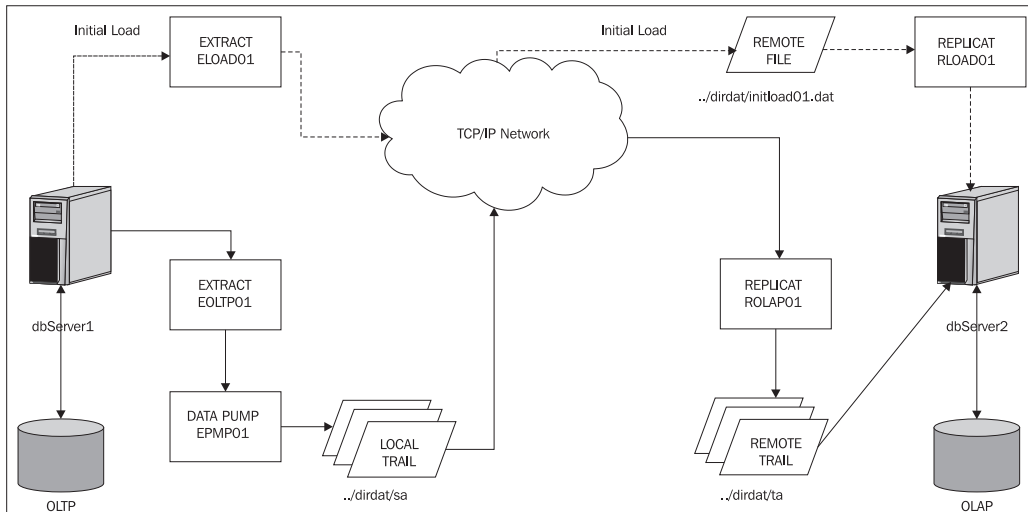 Initial Load
EXTRACT
ELOAD01
Initial Load
REMOTE
FILE
REPLICAT
RLOAD01
../dirdat/initload01.dat
TCP/IP Network
EXTRACT
EOLTP01
REPLICAT
ROLAP01
dbServer1
dbServer2
DATA PUMP
EPMP01
LOCAL
TRAIL
REMOTE
TRAIL
../dirdat/sa
../dirdat/ta
OLTP
OLAP